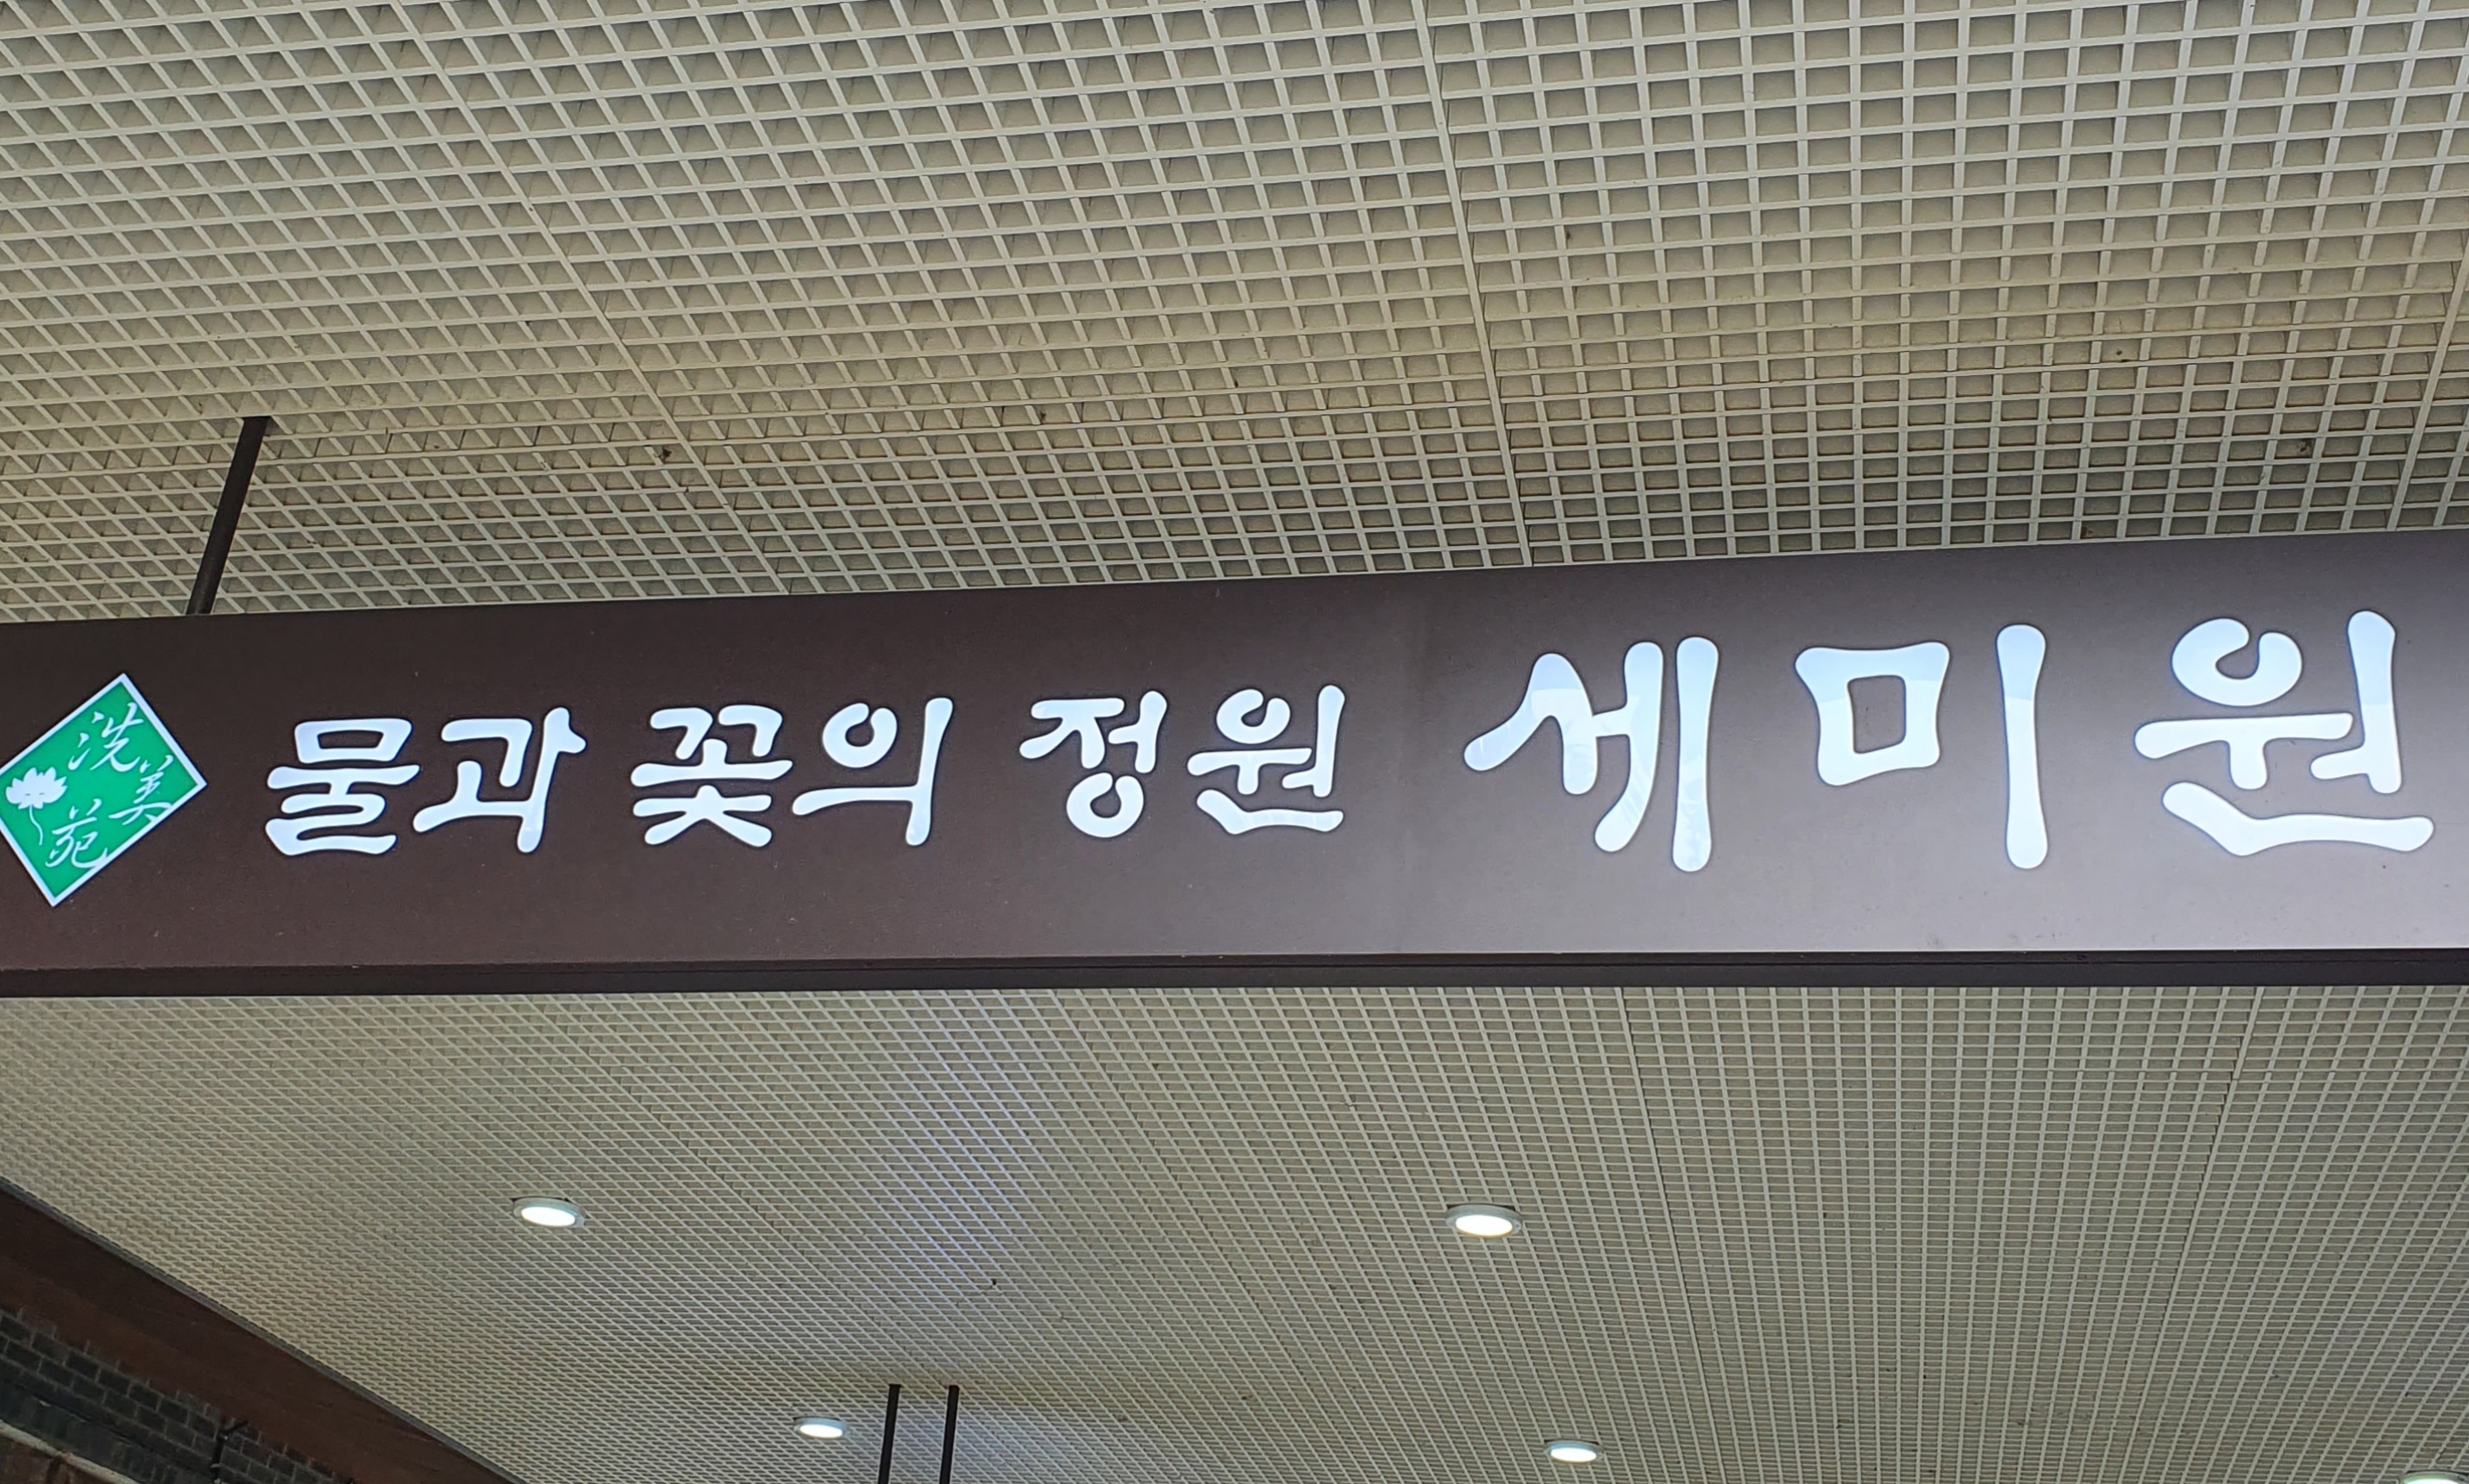 洗美苑
물과 꽃의 정원 세미원